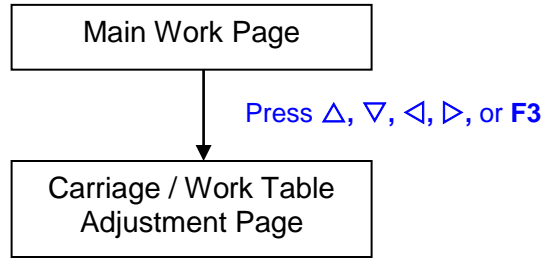 Main Work Page
Press △, ▽, ◁, ▷, or F3
Carriage / Work Table
Adjustment Page